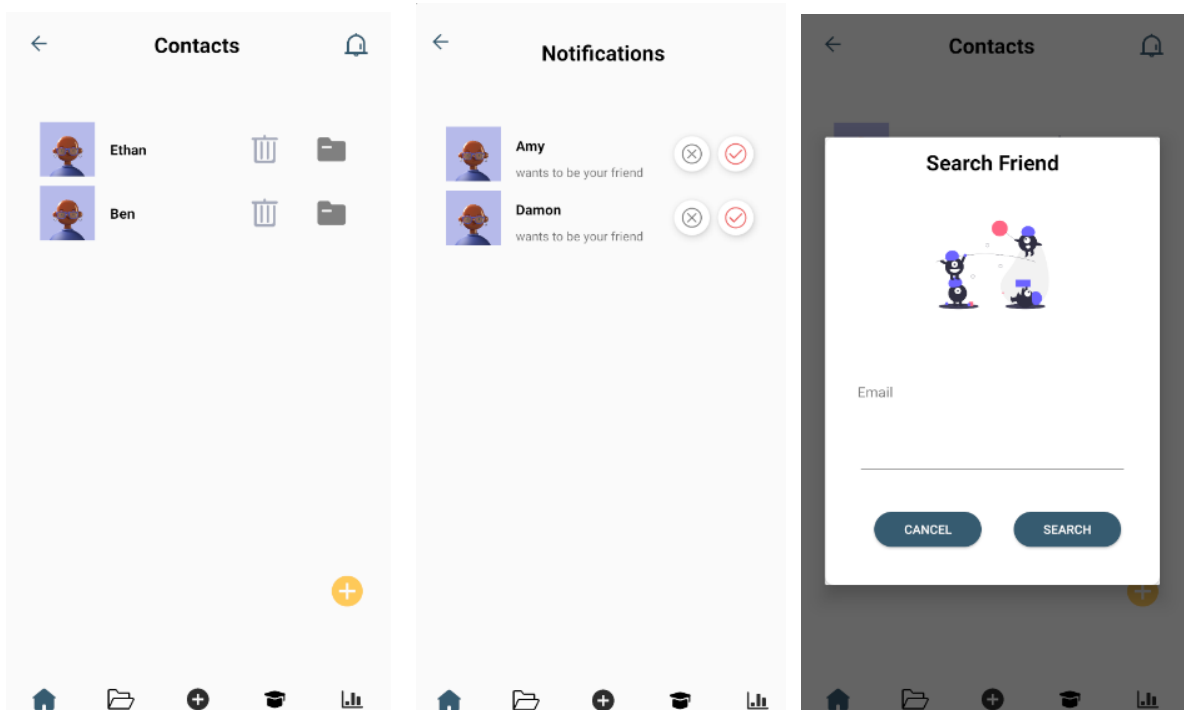 Contacts
Ethan
Ben
Notifications
Amy
wants to be your friend
Damon
wants to be your friend
Contacts
Search Friend
Email
CANCEL
SEARCH